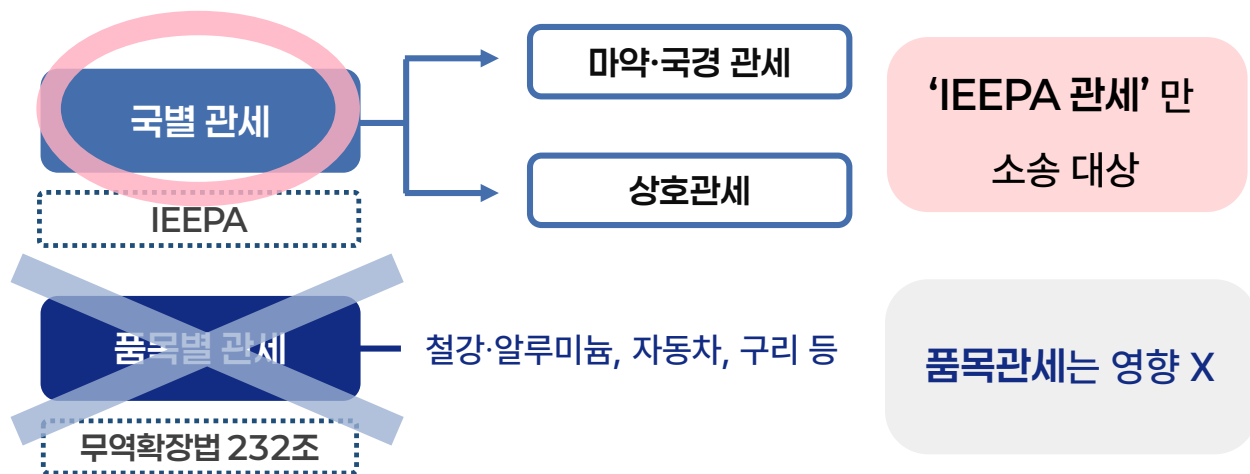 마약·국경 관세
국별 관세
상호관세
IEEPA
‘IEEPA 관세’ 만
소송 대상
품목별 관세
철강·알루미늄, 자동차, 구리 등
무역확장법 232조
품목관세는 영향 X